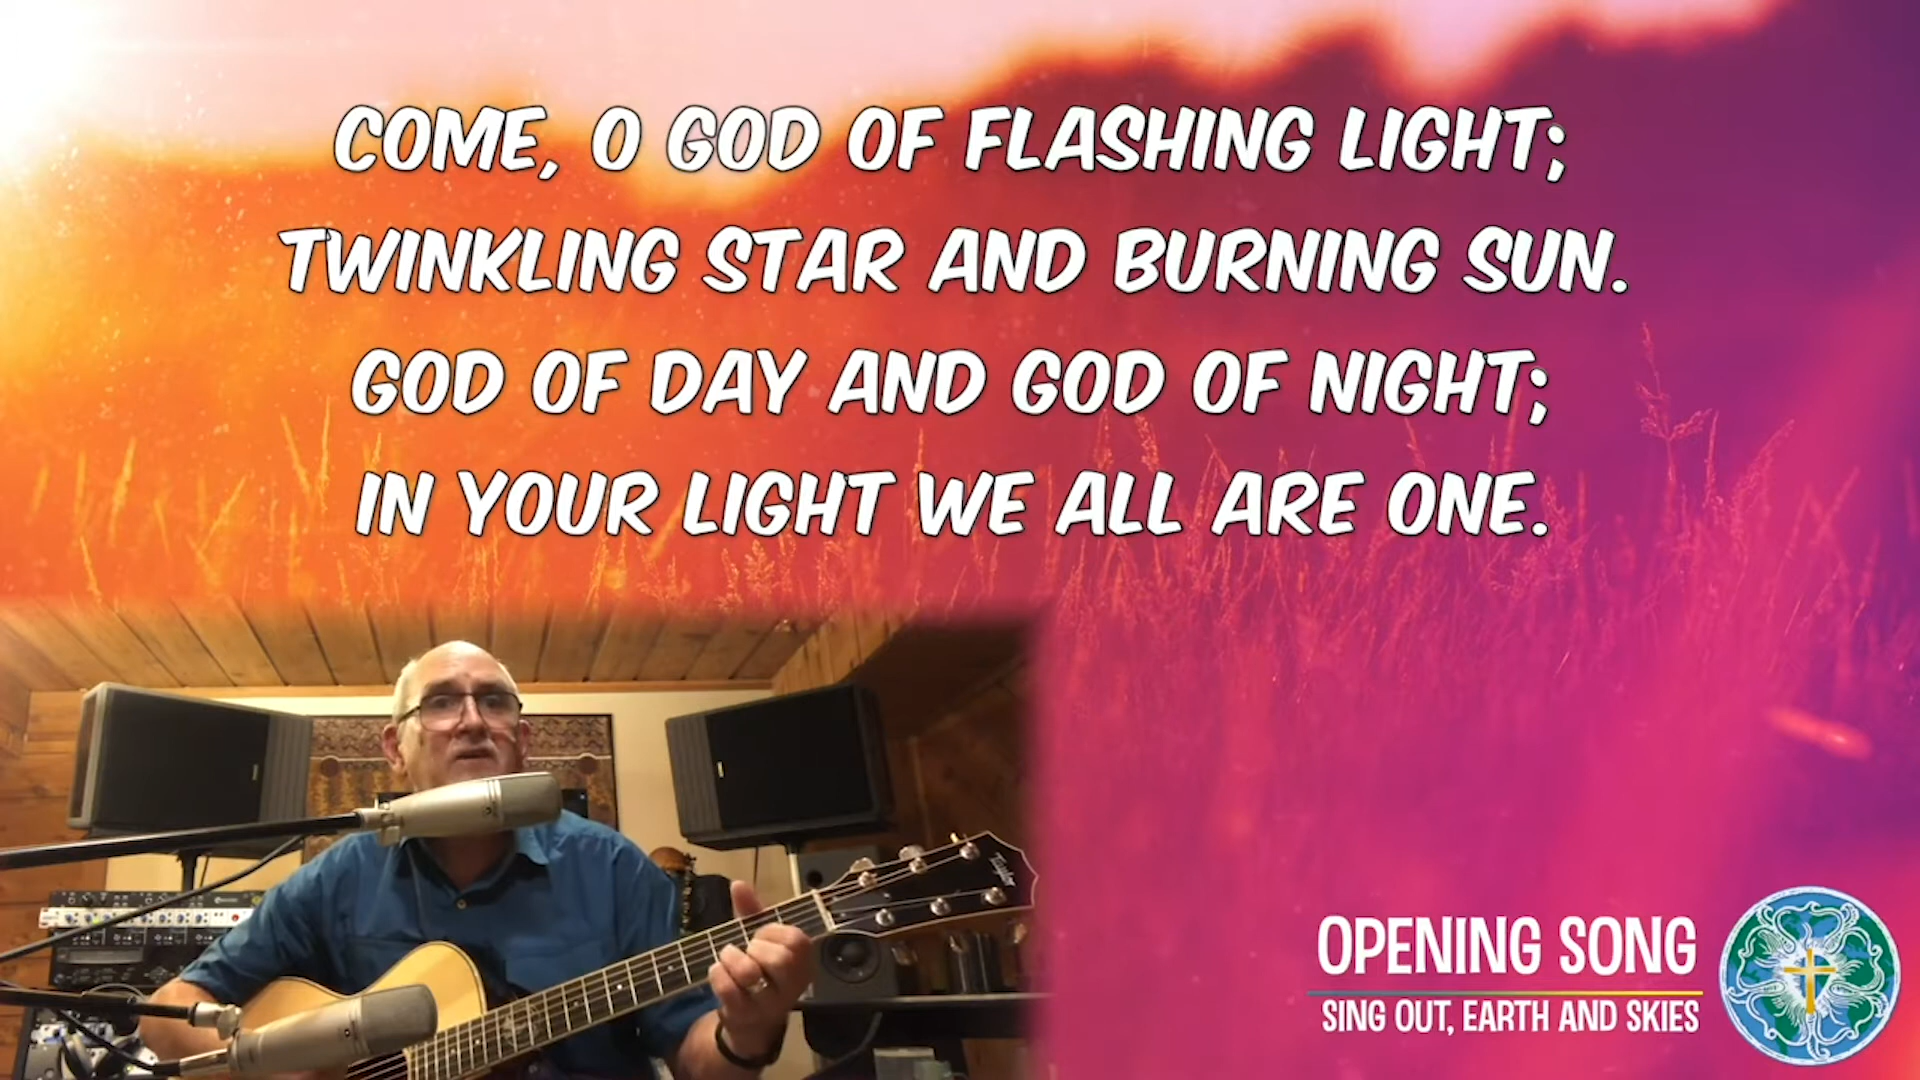 COME, O GOD OF FLASHING LIGHT;
TWINKLING STAR AND BURNING SUN.
GOD OF DAY AND GOD OF NIGHT;
IN YOUR LIGHT WE ALL ARE ONE.
Taylor
OPENING SONG
SING OUT, EARTH AND SKIES